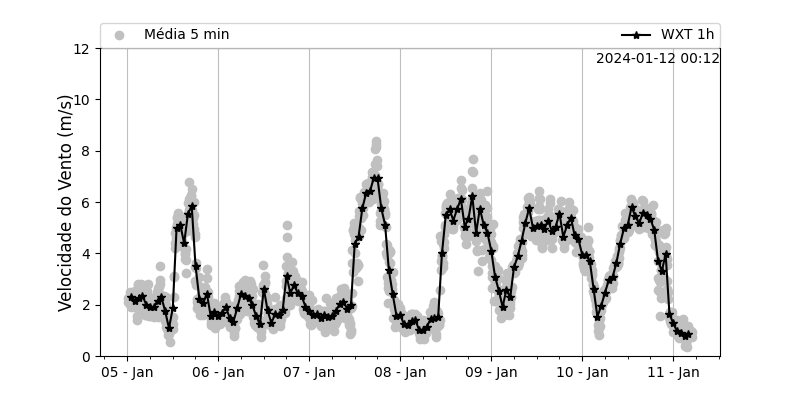 Média 5 min
WXT 1h
2024-01-12 00:12
Velocidade do Vento (m/s)
12
10
8
6
4
2
0
05 - Jan
06 - Jan
07 - Jan
08 - Jan
09 - Jan
10 - Jan
11 - Jan